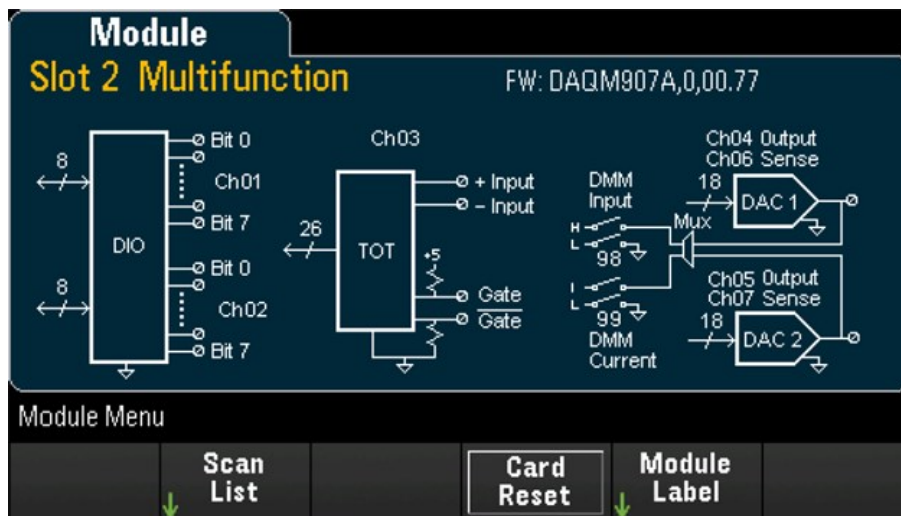 Module
Slot 2 Multifunction
FW: DAQM907A,0,00.77
8
DIO
Bit 0
Ch01
Bit 7
8
Bit 0
Ch02
Bit 7
Ch03
26
TOT
+ Input
– Input
+5
Gate
Gate
DMM
Input
H
L
98
I
L
99
DMM
Current
Mux
Ch04 Output
Ch06 Sense
18
DAC 1
Ch05 Output
Ch07 Sense
18
DAC 2
Module Menu
Scan
List
Card
Reset
Module
Label